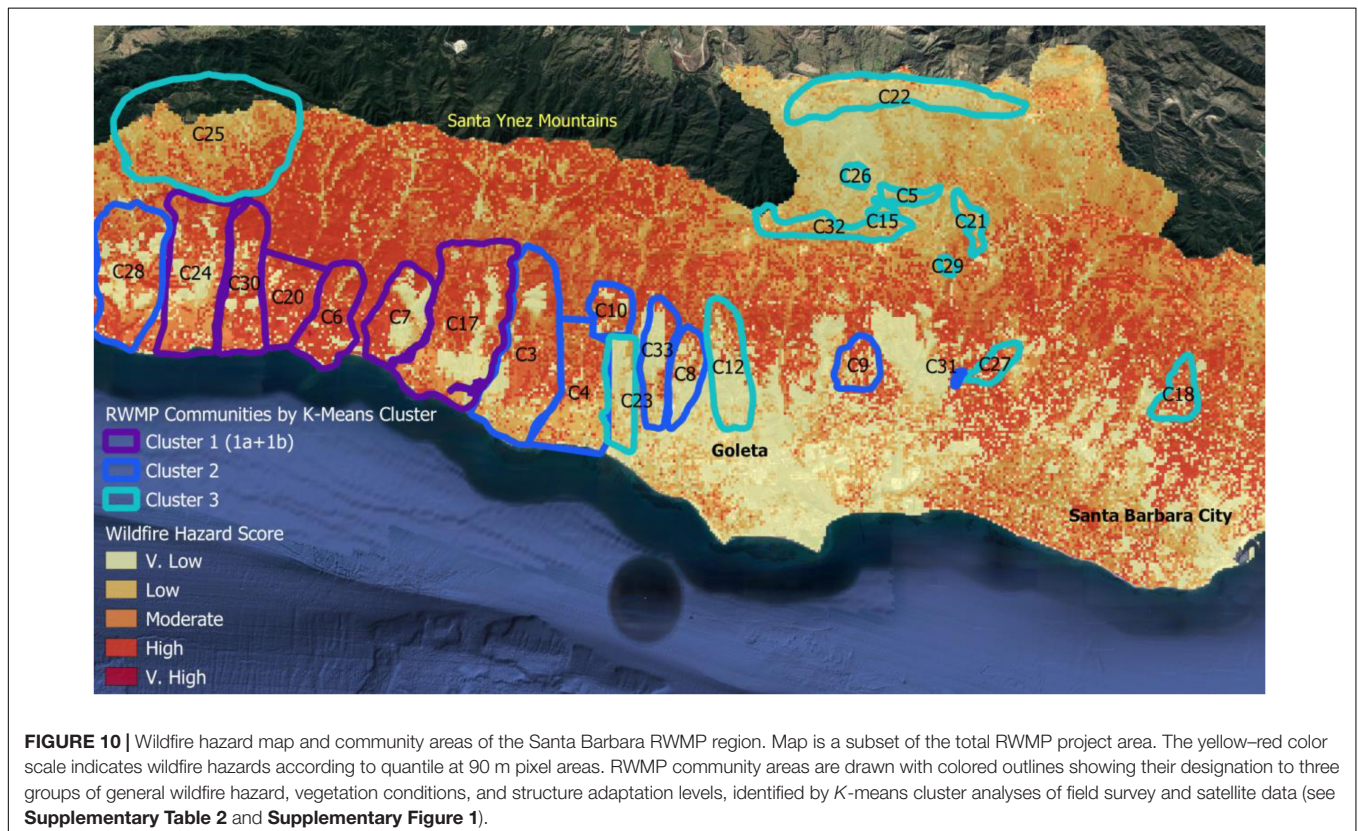 C22
C25
Santa Ynez Mountains
C26
C5
C32
C15
C21
C29
C28
C24
C30
C20
C6
C7
C17
C3
C10
C4
C33
C8
C23
C12
C9
C31
C27
C18
Goleta
Santa Barbara City
RWMP Communities by K-Means Cluster
Cluster 1 (1a+1b)
Cluster 2
Cluster 3
Wildfire Hazard Score
V. Low
Low
Moderate
High
V. High
FIGURE 10 | Wildfire hazard map and community areas of the Santa Barbara RWMP region. Map is a subset of the total RWMP project area. The yellow–red color
scale indicates wildfire hazards according to quantile at 90 m pixel areas. RWMP community areas are drawn with colored outlines showing their designation to three
groups of general wildfire hazard, vegetation conditions, and structure adaptation levels, identified by K-means cluster analyses of field survey and satellite data (see
Supplementary Table 2 and Supplementary Figure 1).